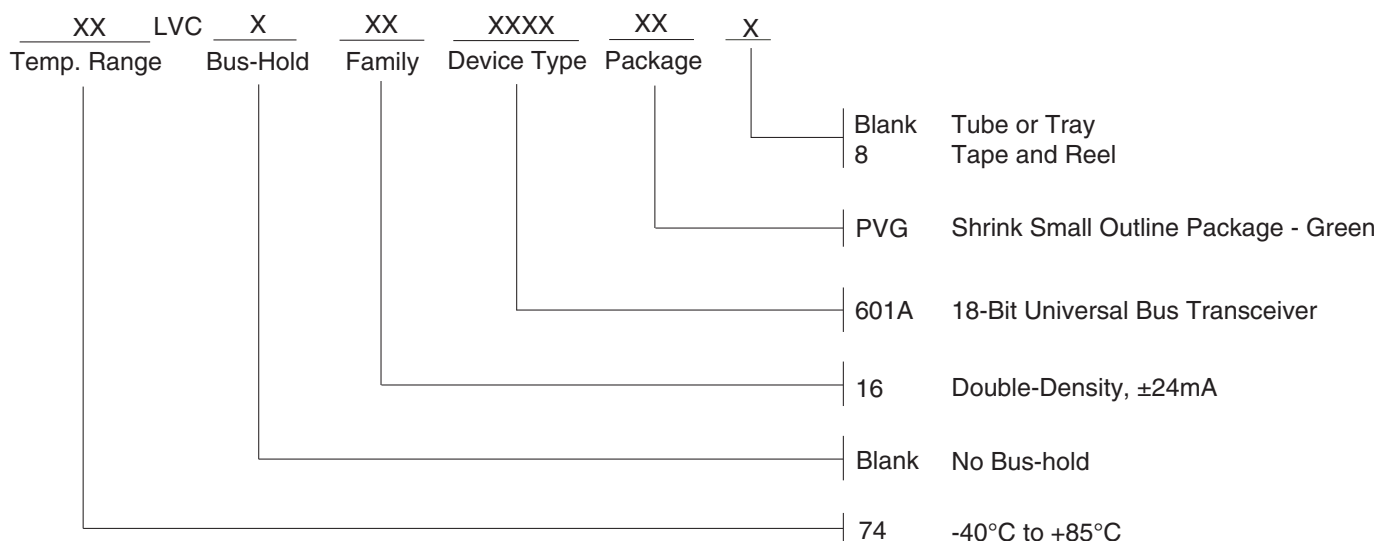 XX LVC X XX XXXX XX X
Temp. Range Bus-Hold Family Device Type Package
Blank Tube or Tray
8 Tape and Reel
PVG Shrink Small Outline Package - Green
601A 18-Bit Universal Bus Transceiver
16 Double-Density, ±24mA
Blank No Bus-hold
74 -40°C to +85°C